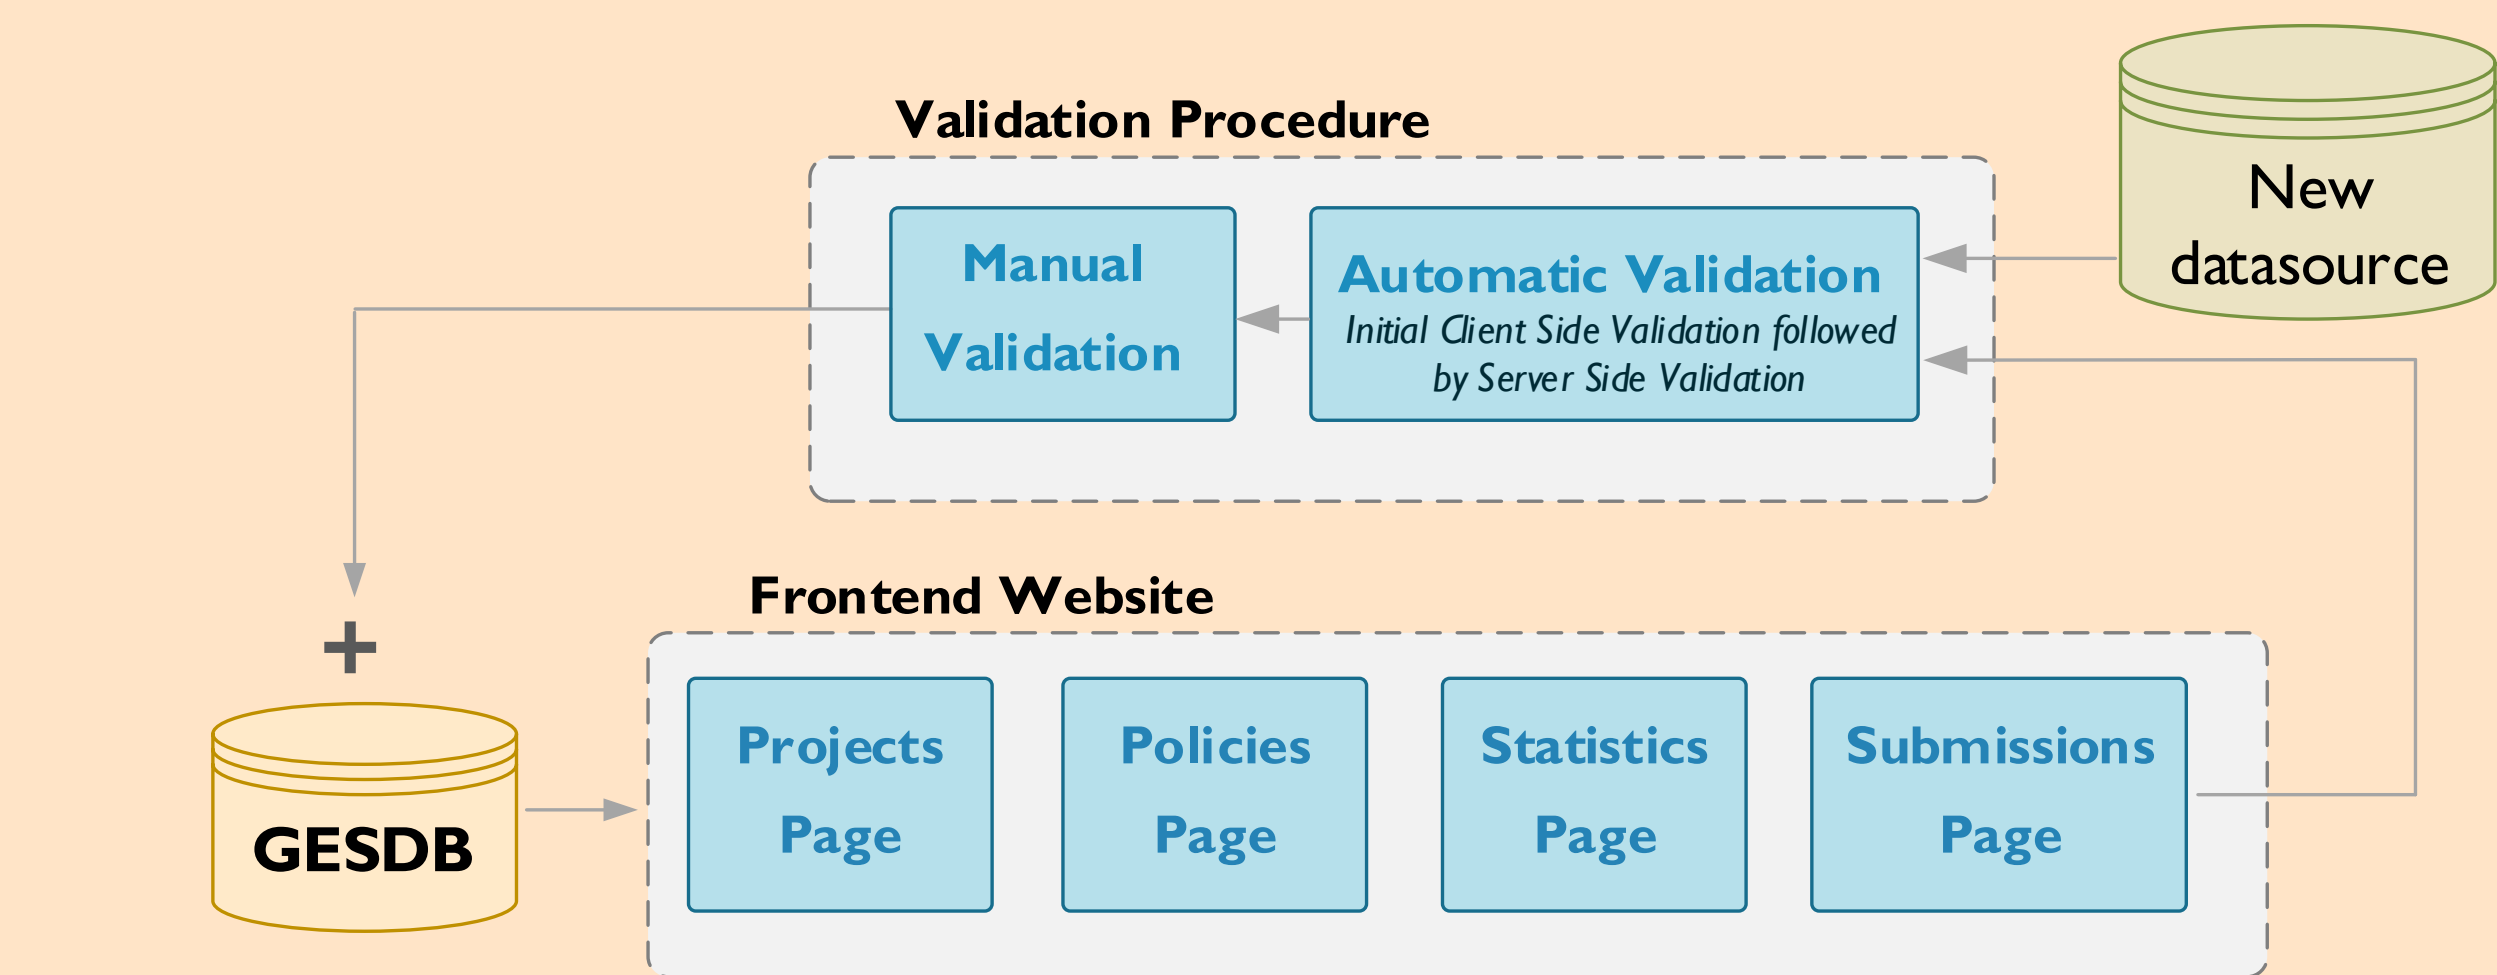 Validation Procedure
New
datasource
Manual
Validation
Automatic Validation
Initial Client Side Validation followed
by Server Side Validation
+
Frontend Website
GESDB
Projects
Page
Policies
Page
Statistics
Page
Submissions
Page